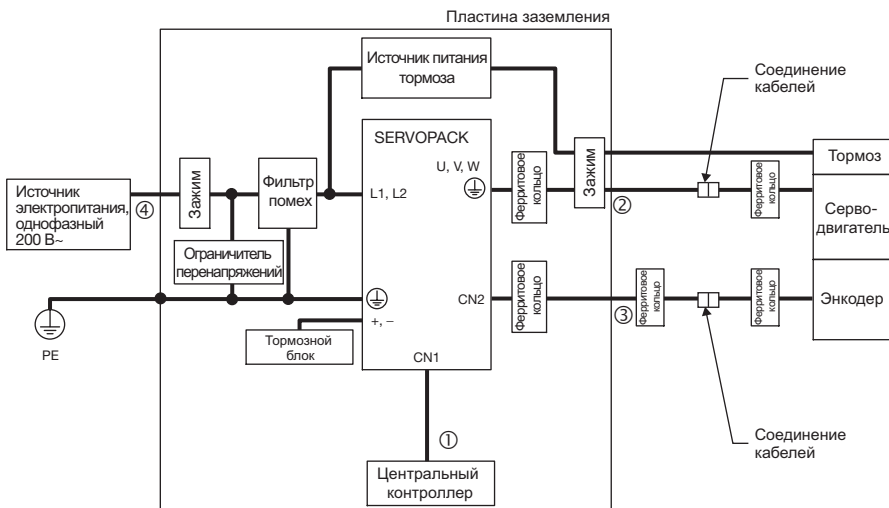 Пластина заземления
Источник питания
тормоза
Соединение
кабелей
SERVOPACK
U, V, W
Тормоз
Зажим
Фильтр
помех
L1, L2
Ферритовое
кольцо
Зажим
②
Ферритовое
кольцо
Серво-
двигатель
Источник
электропитания,
однофазный
200 В~
④
Ограничитель
перенапряжений
CN2
Ферритовое
кольцо
③
Ферритовое
кольцо
Ферритовое
кольцо
Энкодер
PE
+, –
Тормозной
блок
CN1
①
Центральный
контроллер
Соединение
кабелей